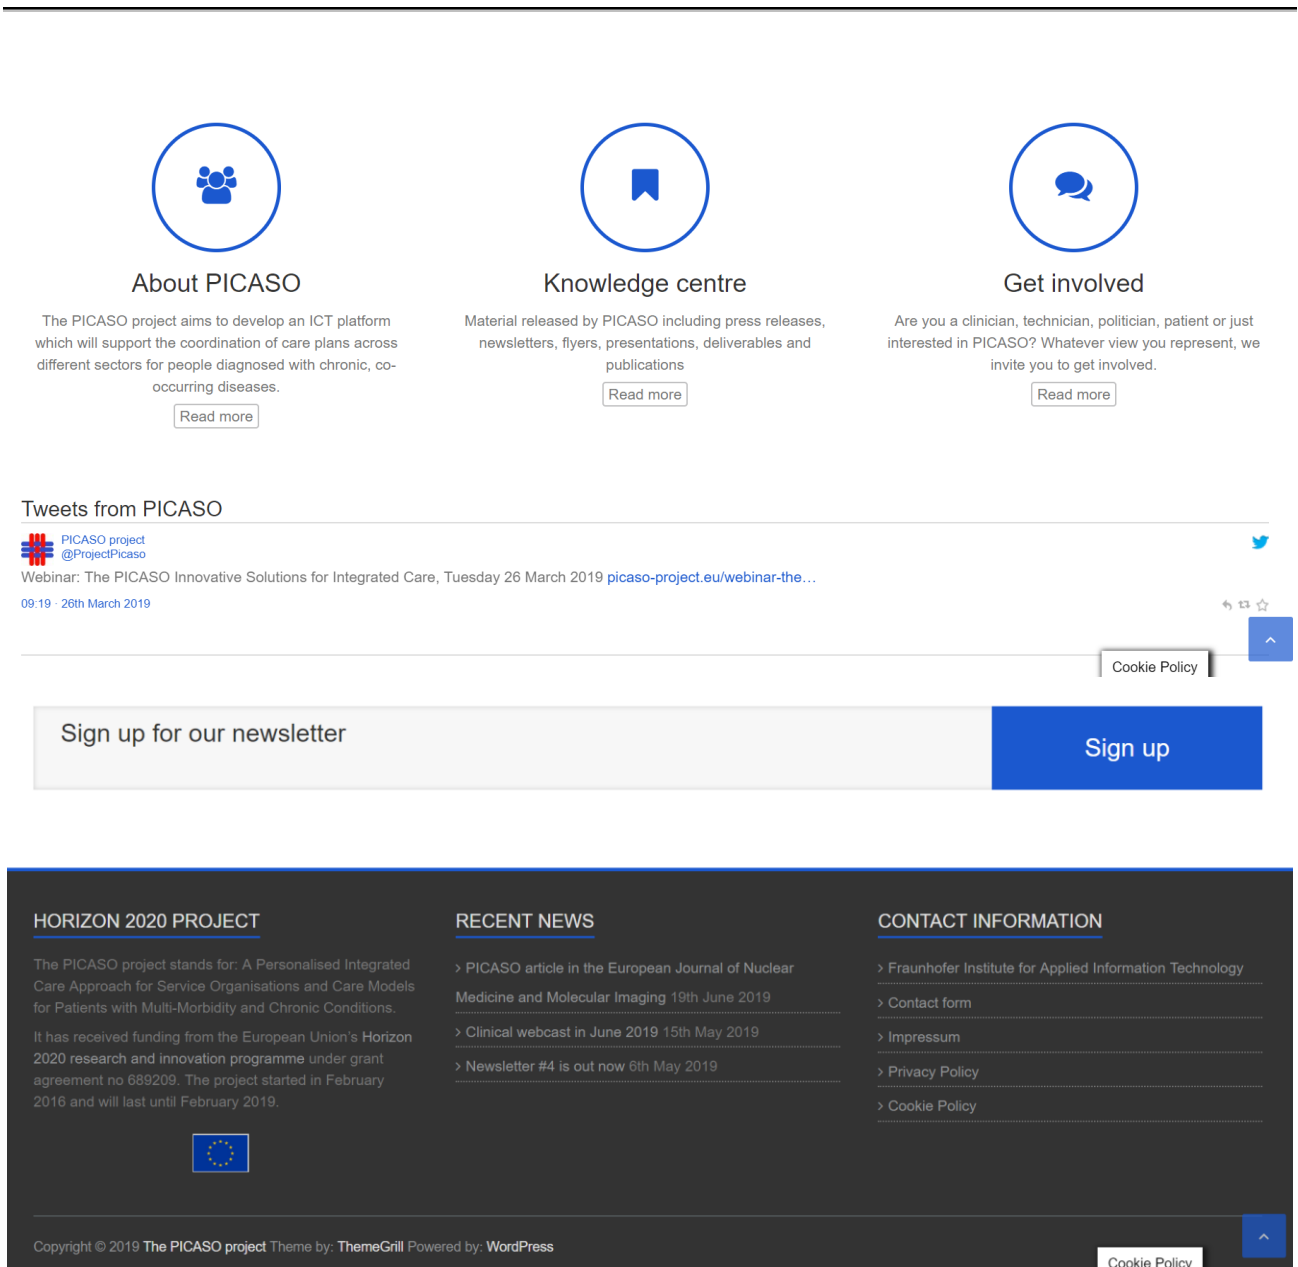 About PICASO
The PICASO project aims to develop an ICT platform
which will support the coordination of care plans across
different sectors for people diagnosed with chronic, co-
occurring diseases.
Read more
Knowledge centre
Material released by PICASO including press releases,
newsletters, flyers, presentations, deliverables and
publications
Read more
Get involved
Are you a clinician, technician, politician, patient or just
interested in PICASO? Whatever view you represent, we
invite you to get involved.
Read more
Tweets from PICASO
PICASO project
@ProjectPicaso
Webinar: The PICASO Innovative Solutions for Integrated Care, Tuesday 26 March 2019 picaso-project.eu/webinar-the…
09:19 · 26th March 2019
Cookie Policy
Sign up for our newsletter
Sign up
HORIZON 2020 PROJECT
The PICASO project stands for: A Personalised Integrated
Care Approach for Service Organisations and Care Models
for Patients with Multi-Morbidity and Chronic Conditions.
It has received funding from the European Union's Horizon
2020 research and innovation programme under grant
agreement no 689209. The project started in February
2016 and will last until February 2019.
RECENT NEWS
> PICASO article in the European Journal of Nuclear
Medicine and Molecular Imaging 19th June 2019
> Clinical webcast in June 2019 15th May 2019
> Newsletter #4 is out now 6th May 2019
CONTACT INFORMATION
> Fraunhofer Institute for Applied Information Technology
> Contact form
> Impressum
> Privacy Policy
> Cookie Policy
Copyright © 2019 The PICASO project Theme by: ThemeGrill Powered by: WordPress
Cookie Policy